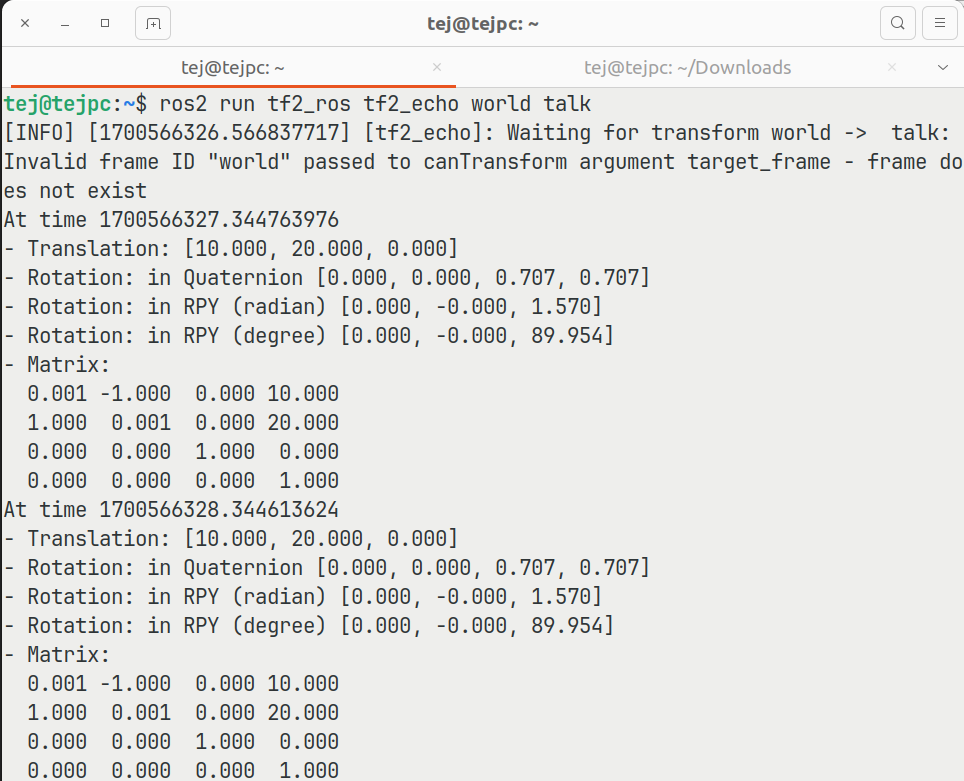 tej@tejpc: ~
tej@tejpc: ~
tej@tejpc: ~/Downloads
tej@tejpc:~$ ros2 run tf2_ros tf2_echo world talk
[INFO] [1700566326.566837717] [tf2_echo]: Waiting for transform world ->  talk:
Invalid frame ID "world" passed to canTransform argument target_frame - frame do
es not exist
At time 1700566327.344763976
- Translation: [10.000, 20.000, 0.000]
- Rotation: in Quaternion [0.000, 0.000, 0.707, 0.707]
- Rotation: in RPY (radian) [0.000, -0.000, 1.570]
- Rotation: in RPY (degree) [0.000, -0.000, 89.954]
- Matrix:
  0.001 -1.000  0.000 10.000
  1.000  0.001  0.000 20.000
  0.000  0.000  1.000  0.000
  0.000  0.000  0.000  1.000
At time 1700566328.344613624
- Translation: [10.000, 20.000, 0.000]
- Rotation: in Quaternion [0.000, 0.000, 0.707, 0.707]
- Rotation: in RPY (radian) [0.000, -0.000, 1.570]
- Rotation: in RPY (degree) [0.000, -0.000, 89.954]
- Matrix:
  0.001 -1.000  0.000 10.000
  1.000  0.001  0.000 20.000
  0.000  0.000  1.000  0.000
  0.000  0.000  0.000  1.000